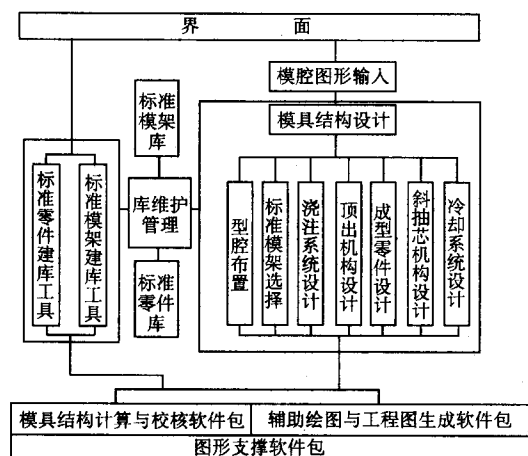 界 面
模腔图形输入
标准
模架库
模具结构设计
标准零件建库工具
标准模架建库工具
库维护
管理
标准
零件库
型腔布置
标准模架选择
浇注系统设计
顶出机构设计
成型零件设计
斜抽芯机构设计
冷却系统设计
模具结构计算与校核软件包
辅助绘图与工程图生成软件包
图形支撑软件包